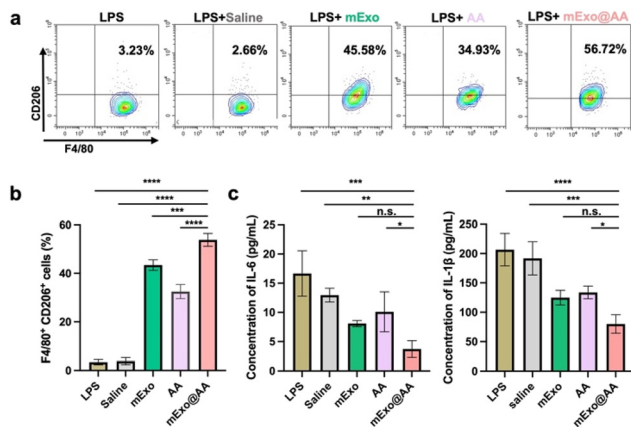 a
LPS
LPS+Saline
LPS+ mExo
LPS+ AA
LPS+ mExo@AA
3.23%
2.66%
45.58%
34.93%
56.72%
CD206
F4/80
b
****
****
***
****
F4/80+ CD206+ cells (%)
60
40
20
0
LPS
Saline
mExo
AA
mExo@AA
c
***
**
n.s.
*
Concentration of IL-6 (pg/mL)
25
20
15
10
5
0
LPS
Saline
mExo
AA
mExo@AA
****
***
n.s.
*
Concentration of IL-1β (pg/mL)
250
200
150
112
100
50
0
LPS
saline
mExo
AA
mExo@AA